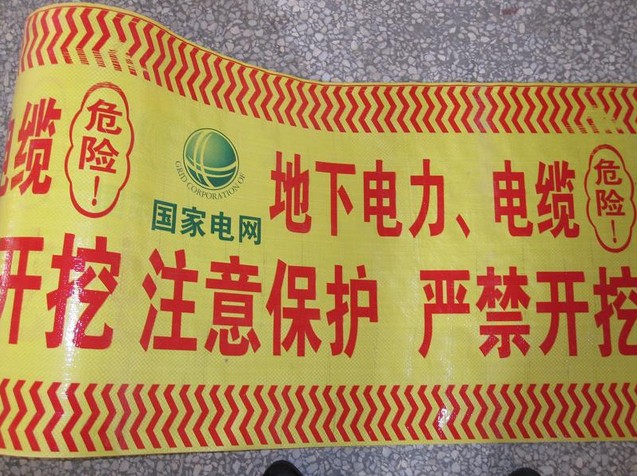 电缆
危险!
GRID CORPORATION OF
国家电网
地下电力、电缆
危险!
开挖 注意保护 严禁开挖